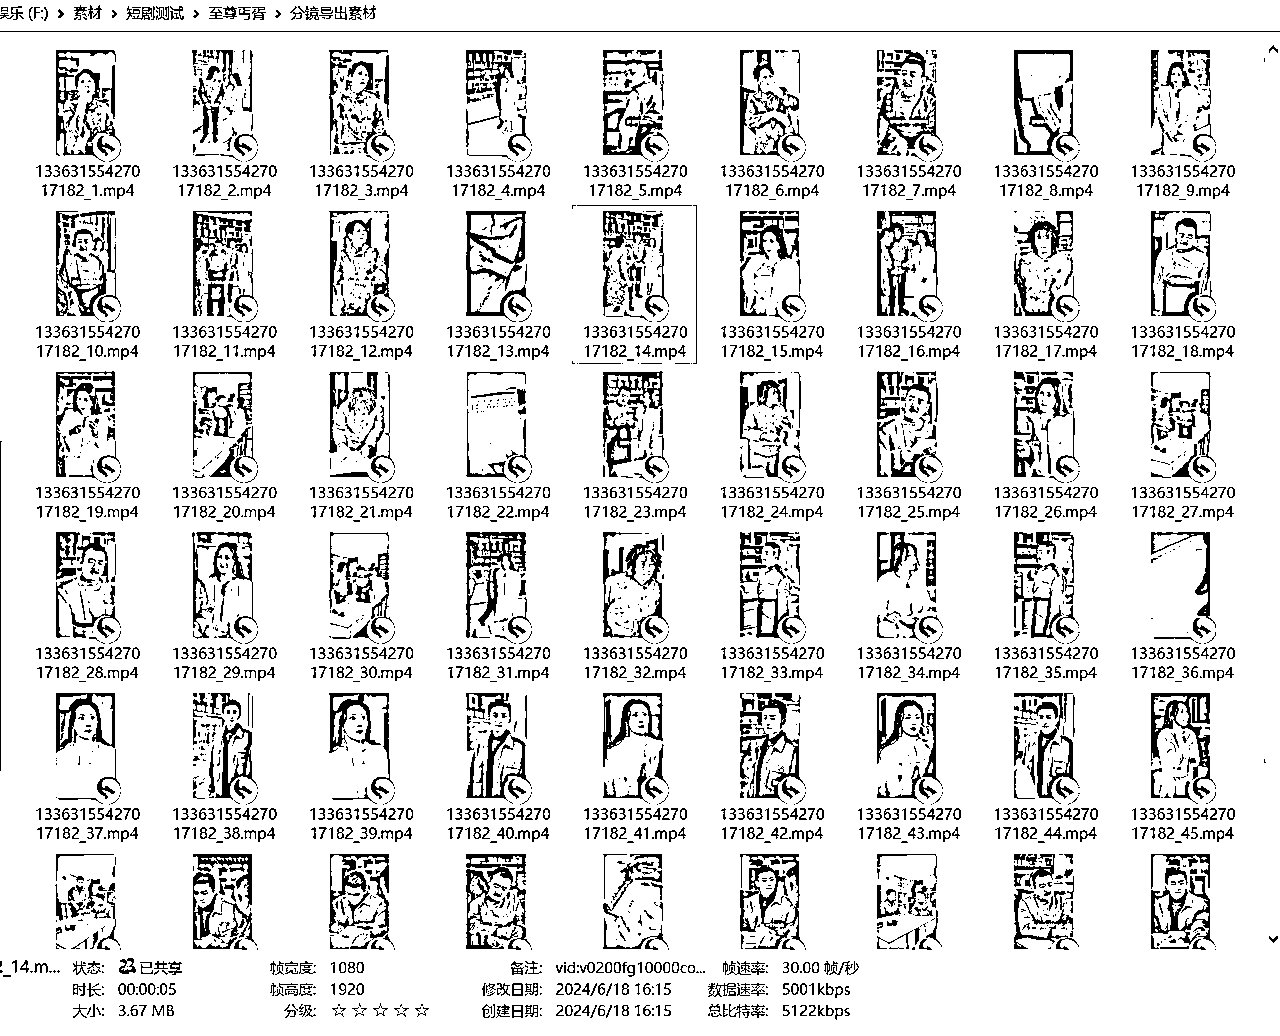 娱乐 (F:) > 素材 > 短剧测试 > 至尊丐胥 > 分镜导出素材
133631554270 133631554270 133631554270 133631554270 133631554270 133631554270 133631554270 133631554270 133631554270
17182_1.mp4 17182_2.mp4 17182_3.mp4 17182_4.mp4 17182_5.mp4 17182_6.mp4 17182_7.mp4 17182_8.mp4 17182_9.mp4
133631554270 133631554270 133631554270 133631554270 133631554270 133631554270 133631554270 133631554270 133631554270
17182_10.mp4 17182_11.mp4 17182_12.mp4 17182_13.mp4 17182_14.mp4 17182_15.mp4 17182_16.mp4 17182_17.mp4 17182_18.mp4
133631554270 133631554270 133631554270 133631554270 133631554270 133631554270 133631554270 133631554270 133631554270
17182_19.mp4 17182_20.mp4 17182_21.mp4 17182_22.mp4 17182_23.mp4 17182_24.mp4 17182_25.mp4 17182_26.mp4 17182_27.mp4
133631554270 133631554270 133631554270 133631554270 133631554270 133631554270 133631554270 133631554270 133631554270
17182_28.mp4 17182_29.mp4 17182_30.mp4 17182_31.mp4 17182_32.mp4 17182_33.mp4 17182_34.mp4 17182_35.mp4 17182_36.mp4
133631554270 133631554270 133631554270 133631554270 133631554270 133631554270 133631554270 133631554270 133631554270
17182_37.mp4 17182_38.mp4 17182_39.mp4 17182_40.mp4 17182_41.mp4 17182_42.mp4 17182_43.mp4 17182_44.mp4 17182_45.mp4
_14.m... 状态: 已共享 帧宽度: 1080 备注: vid:v0200fg10000co... 帧速率: 30.00 帧/秒
时长: 00:00:05 帧高度: 1920 修改日期: 2024/6/18 16:15 数据速率: 5001kbps
大小: 3.67 MB 分级: ☆ ☆ ☆ ☆ ☆ 创建日期: 2024/6/18 16:15 总比特率: 5122kbps